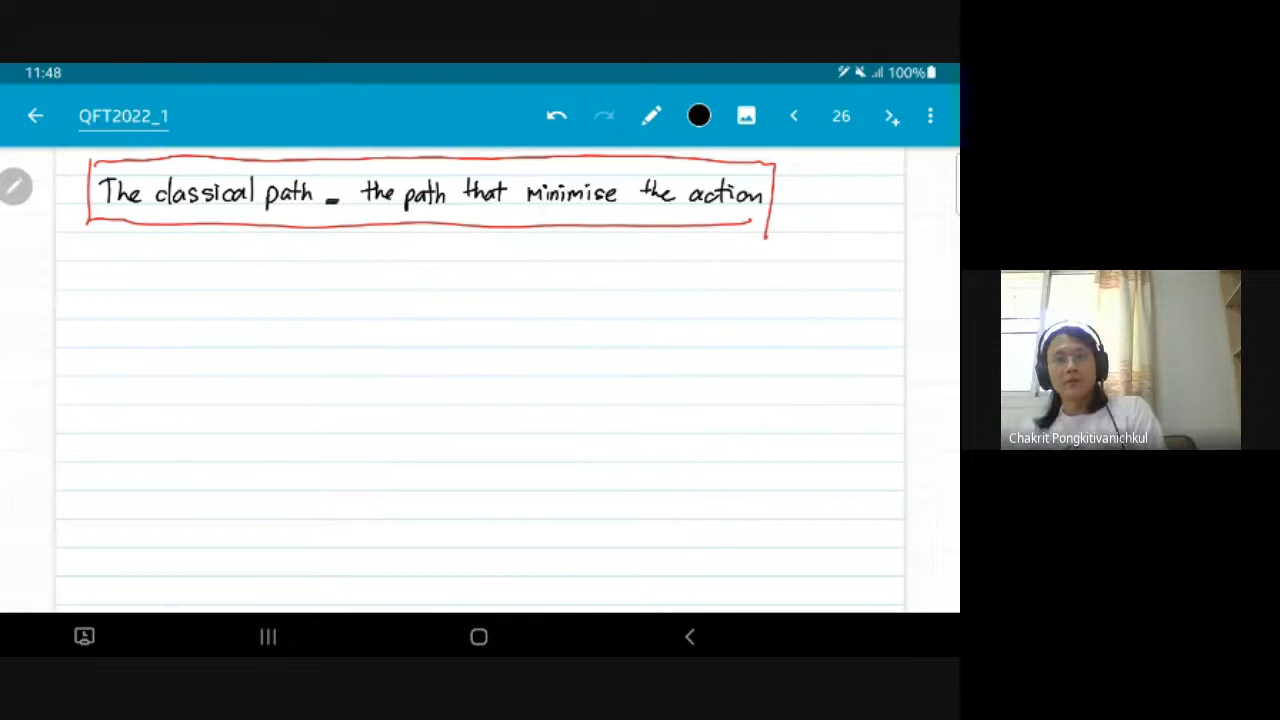 11:48
100%
QFT2022_1
26
The classical path = the path that minimise the action
Chakrit Pongkitivanichkul